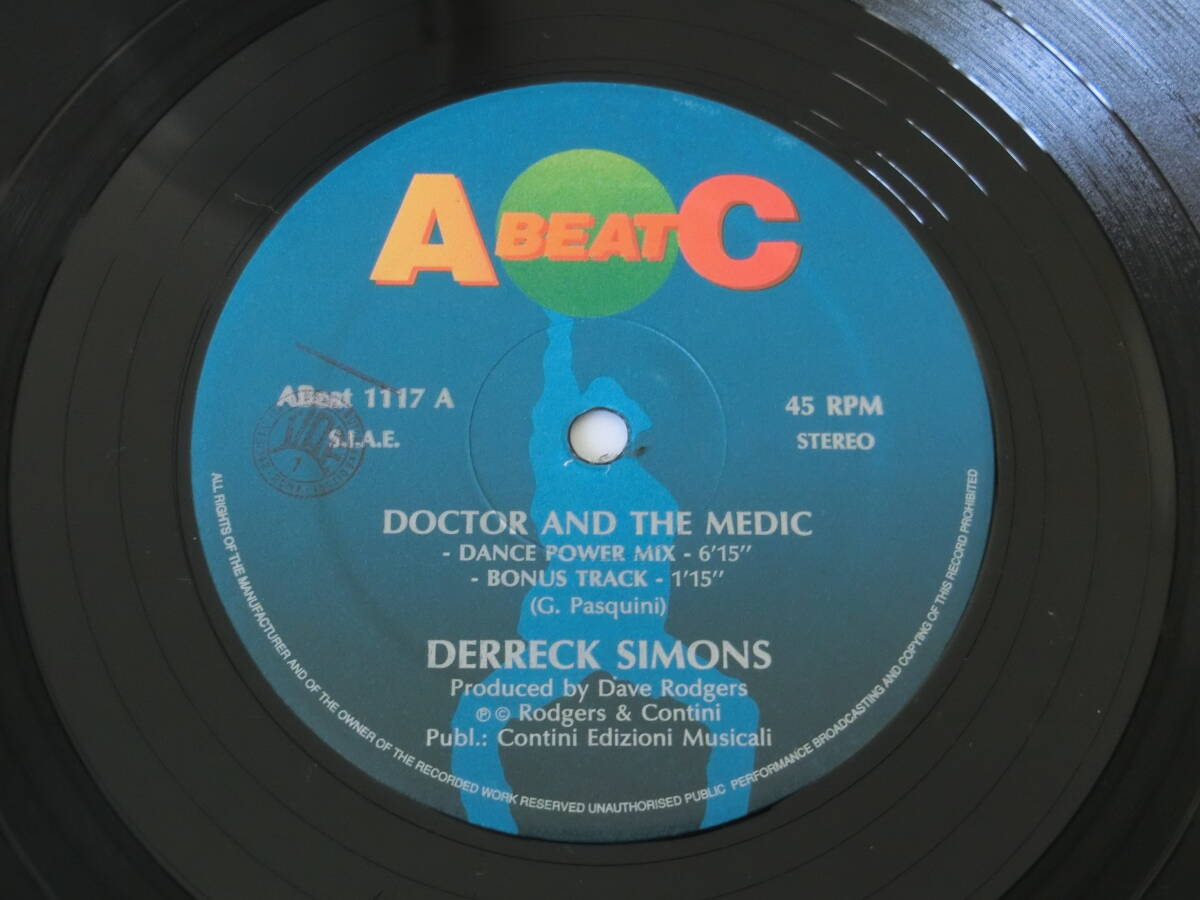 A BEAT C
ABeat 1117 A
S.I.A.E.
45 RPM
STEREO
DOCTOR AND THE MEDIC
- DANCE POWER MIX - 6'15"
- BONUS TRACK - 1'15"
(G. Pasquini)
DERRECK SIMONS
Produced by Dave Rodgers
℗ © Rodgers & Contini
Publ.: Contini Edizioni Musicali
ALL RIGHTS OF THE MANUFACTURER AND OF THE OWNER OF THE RECORDED WORK RESERVED UNAUTHORISED PUBLIC PERFORMANCE BROADCASTING AND COPYING OF THIS RECORD PROHIBITED